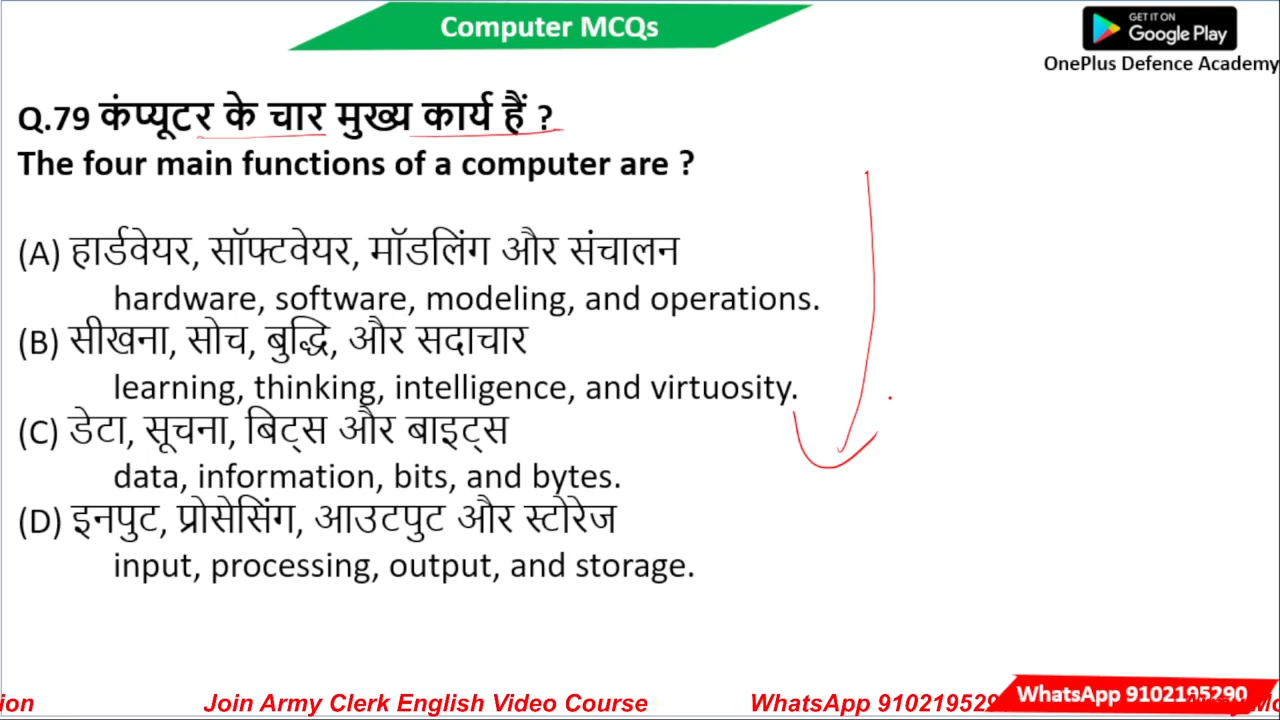 Computer MCQs
GET IT ON
Google Play
OnePlus Defence Academy
Q.79 कंप्यूटर के चार मुख्य कार्य हैं ?
The four main functions of a computer are ?
(A) हार्डवेयर, सॉफ्टवेयर, मॉडलिंग और संचालन
hardware, software, modeling, and operations.
(B) सीखना, सोच, बुद्धि, और सदाचार
learning, thinking, intelligence, and virtuosity.
(C) डेटा, सूचना, बिट्स और बाइट्स
data, information, bits, and bytes.
(D) इनपुट, प्रोसेसिंग, आउटपुट और स्टोरेज
input, processing, output, and storage.
Join Army Clerk English Video Course
WhatsApp 910219529
WhatsApp 9102195290